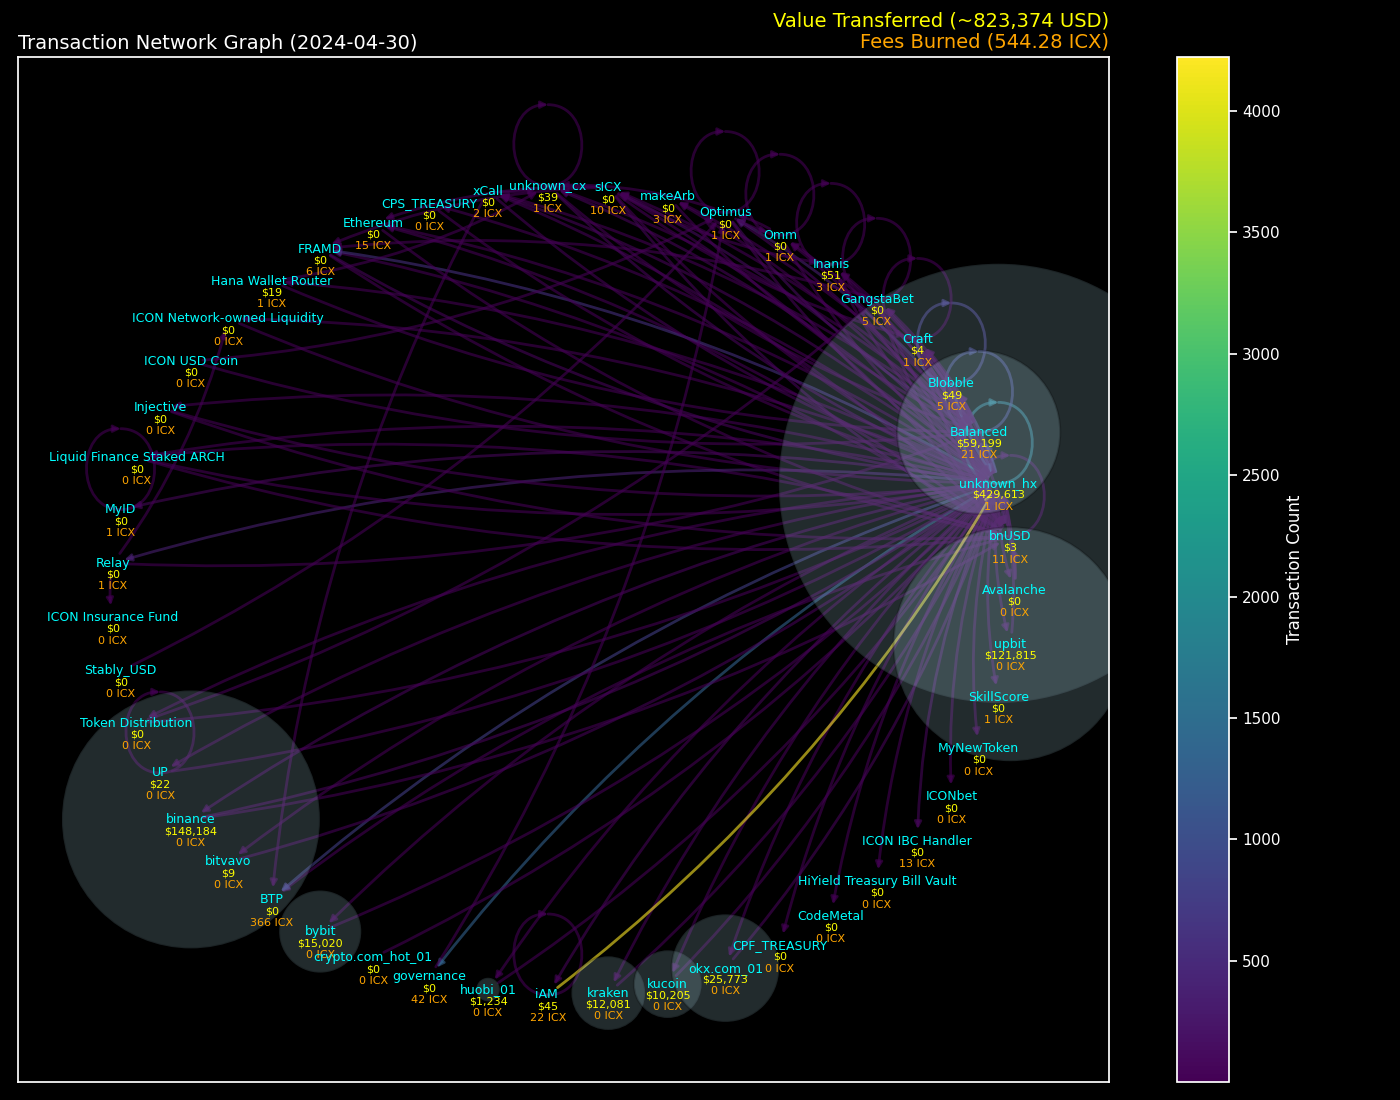 Value Transferred (~823,374 USD)
Transaction Network Graph (2024-04-30)
Fees Burned (544.28 ICX)
unknown_cx
$39
1 ICX
sICX
$0
10 ICX
xCall
$0
2 ICX
makeArb
$0
3 ICX
CPS_TREASURY
$0
0 ICX
Optimus
$0
1 ICX
Ethereum
$0
15 ICX
Omm
$0
1 ICX
FRAMD
$0
6 ICX
Inanis
$51
3 ICX
Hana Wallet Router
$19
1 ICX
GangstaBet
$0
5 ICX
ICON Network-owned Liquidity
$0
0 ICX
Craft
$4
1 ICX
ICON USD Coin
$0
0 ICX
Blobble
$49
5 ICX
Injective
$0
0 ICX
Balanced
$59,199
21 ICX
Liquid Finance Staked ARCH
$0
0 ICX
unknown_hx
$429,613
1 ICX
MyID
$0
1 ICX
bnUSD
$3
11 ICX
Relay
$0
1 ICX
Avalanche
$0
0 ICX
ICON Insurance Fund
$0
0 ICX
upbit
$121,815
0 ICX
Stably_USD
$0
0 ICX
SkillScore
$0
1 ICX
Token Distribution
$0
0 ICX
MyNewToken
$0
0 ICX
UP
$22
0 ICX
ICONbet
$0
0 ICX
binance
$148,184
0 ICX
ICON IBC Handler
$0
13 ICX
bitvavo
$9
0 ICX
HiYield Treasury Bill Vault
$0
0 ICX
BTP
$0
366 ICX
CodeMetal
$0
0 ICX
bybit
$15,020
0 ICX
CPF_TREASURY
$0
0 ICX
crypto.com_hot_01
$0
0 ICX
okx.com_01
$25,773
0 ICX
governance
$0
42 ICX
kucoin
$10,205
0 ICX
huobi_01
$1,234
0 ICX
iAM
$45
22 ICX
kraken
$12,081
0 ICX
4000
3500
3000
2500
2000
1500
1000
500
Transaction Count